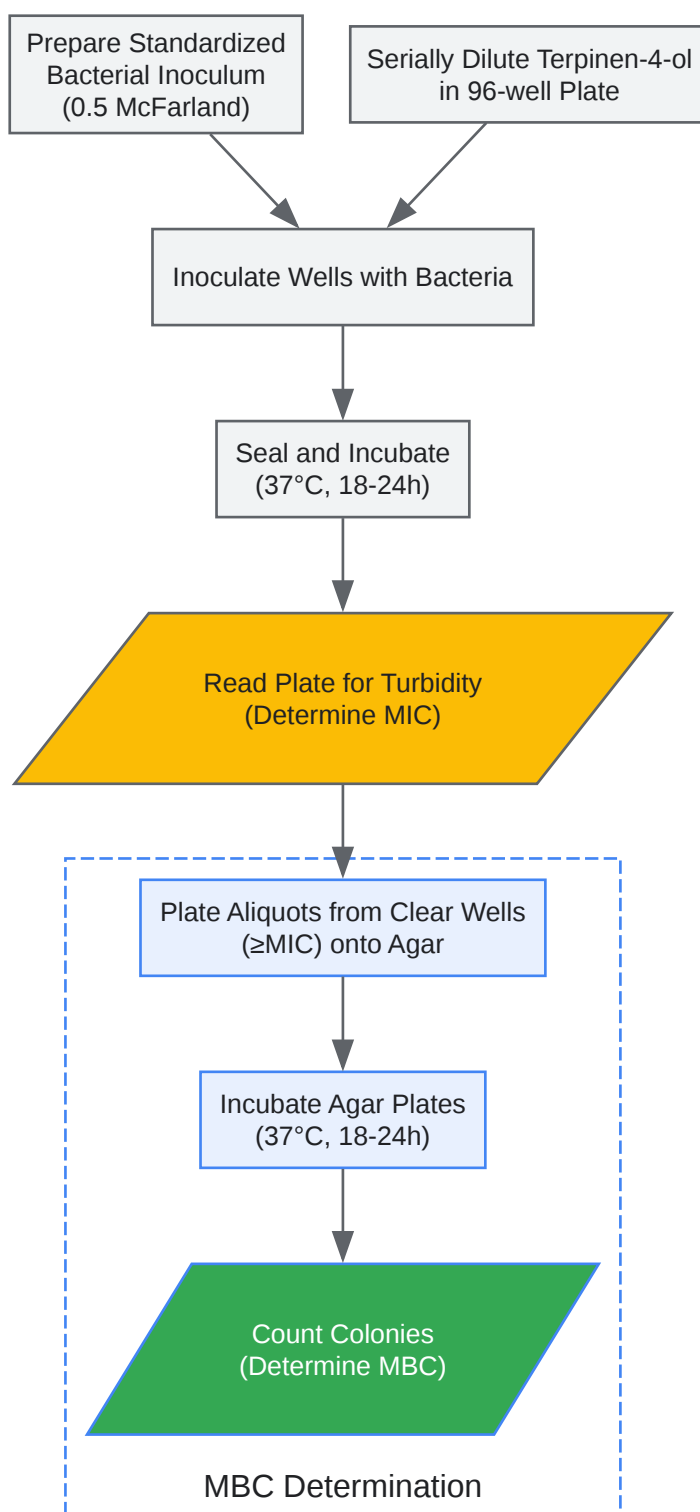 Prepare Standardized
Bacterial Inoculum
(0.5 McFarland)
Serially Dilute Terpinen-4-ol
in 96-well Plate
Inoculate Wells with Bacteria
Seal and Incubate
(37°C, 18-24h)
Read Plate for Turbidity
(Determine MIC)
Plate Aliquots from Clear Wells
(≥MIC) onto Agar
Incubate Agar Plates
(37°C, 18-24h)
Count Colonies
(Determine MBC)
MBC Determination